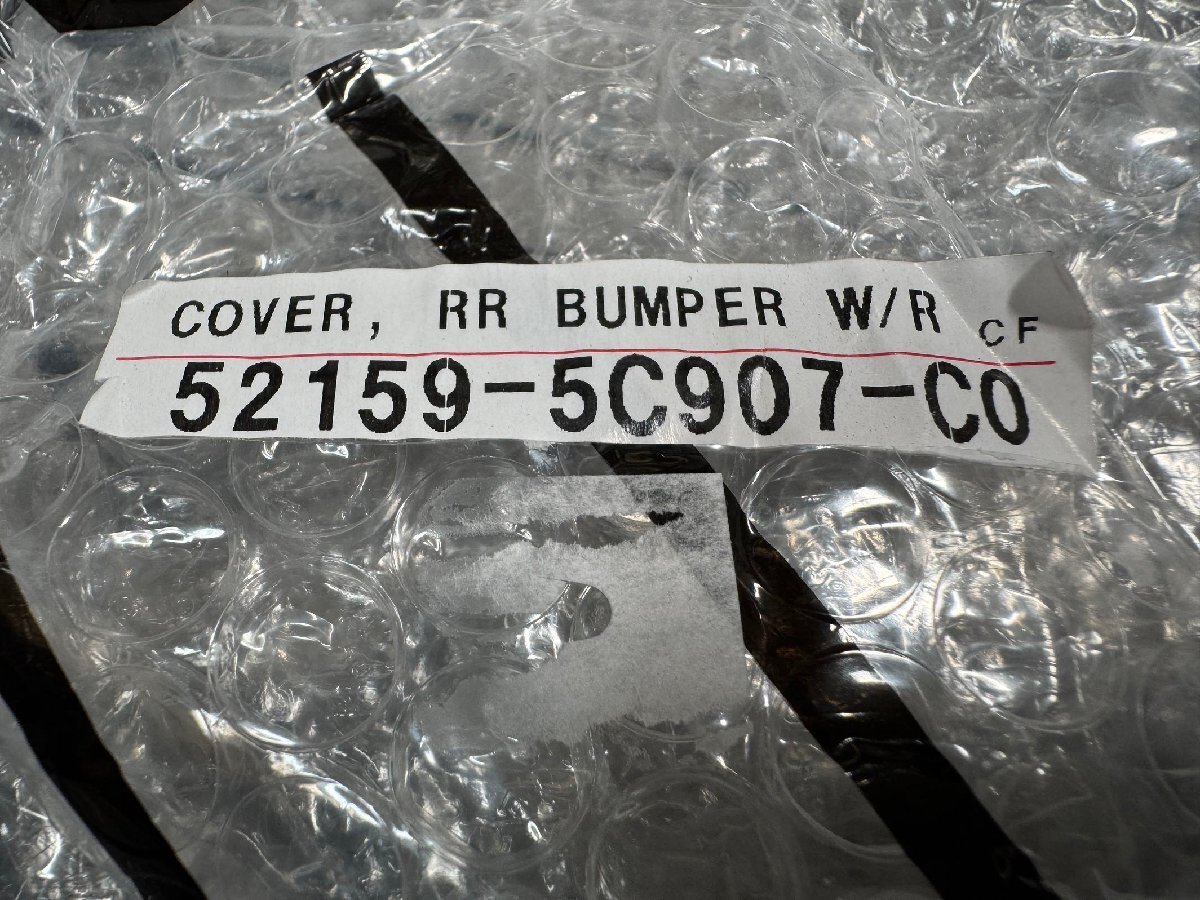 COVER, RR BUMPER W/R CF
52159-5C907-C0